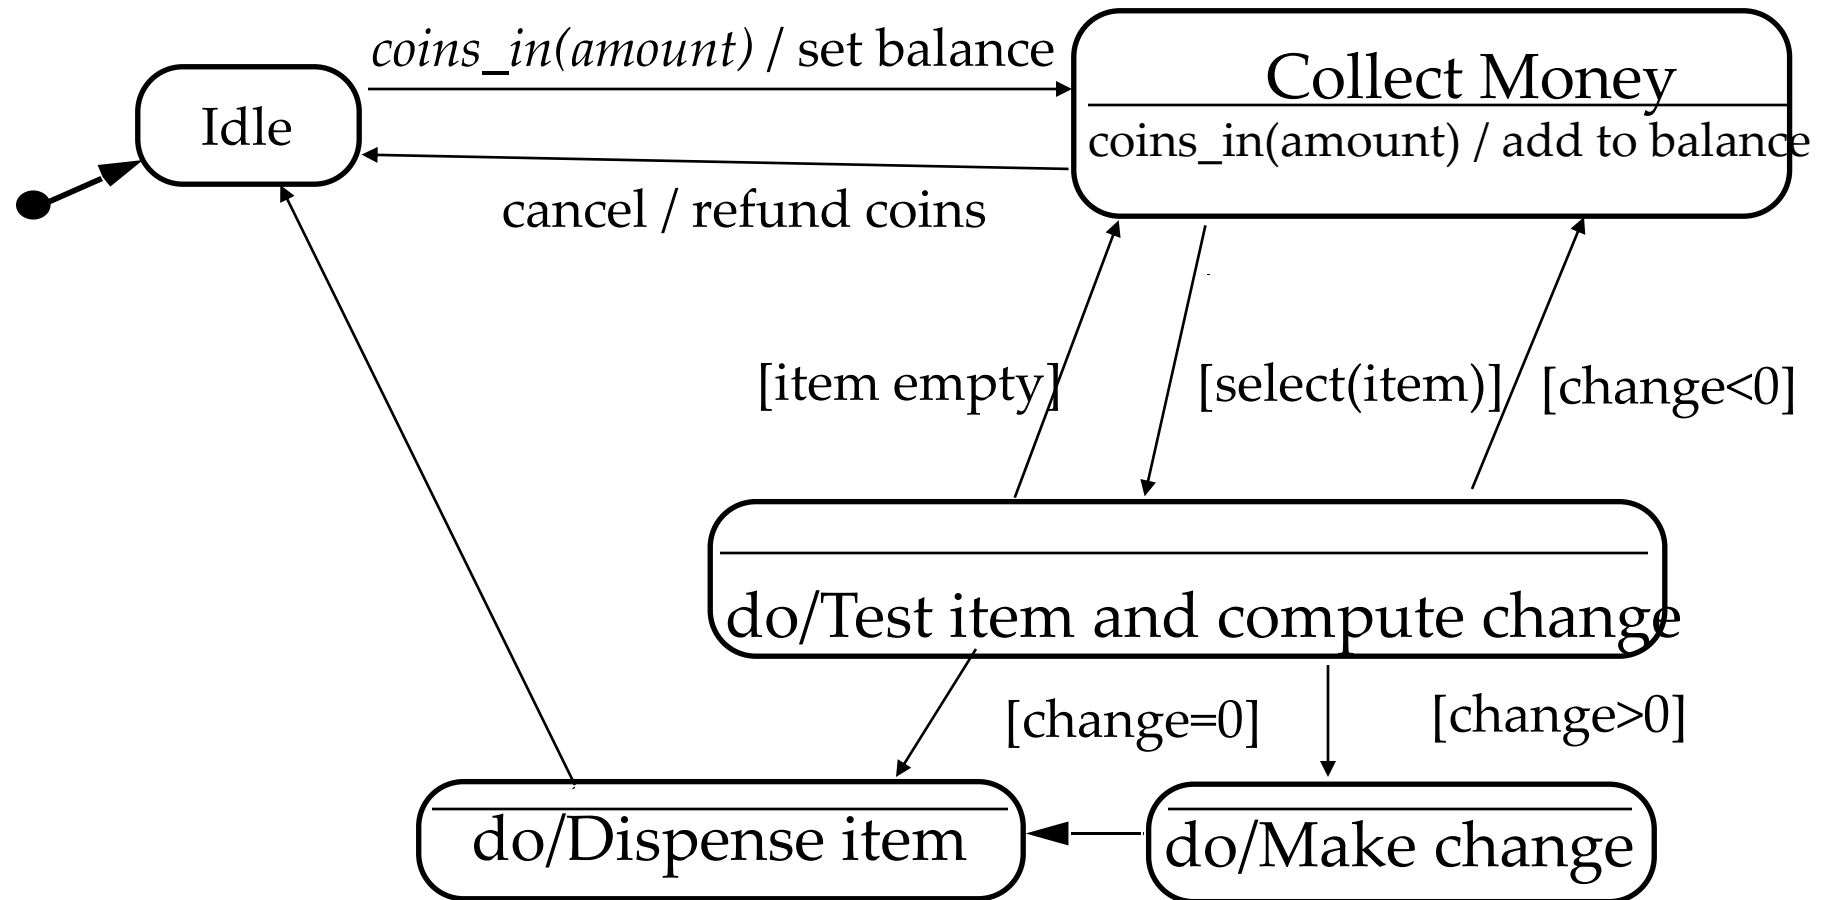 coins_in(amount) / set balance
Collect Money
Idle
coins_in(amount) / add to balance
cancel / refund coins
[item empty]
[select(item)]
[change<0]
do/Test item and compute change
[change=0]
[change>0]
do/Dispense item
do/Make change